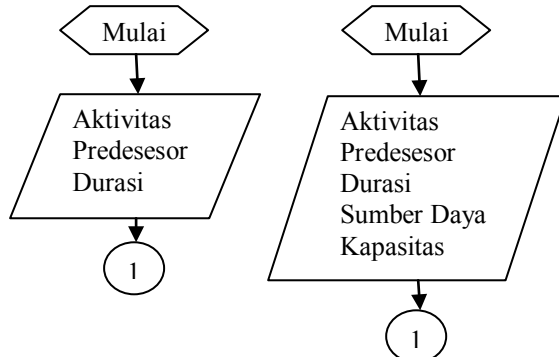 Mulai
Aktivitas
Predesesor
Durasi
1
Mulai
Aktivitas
Predesesor
Durasi
Sumber Daya
Kapasitas
1